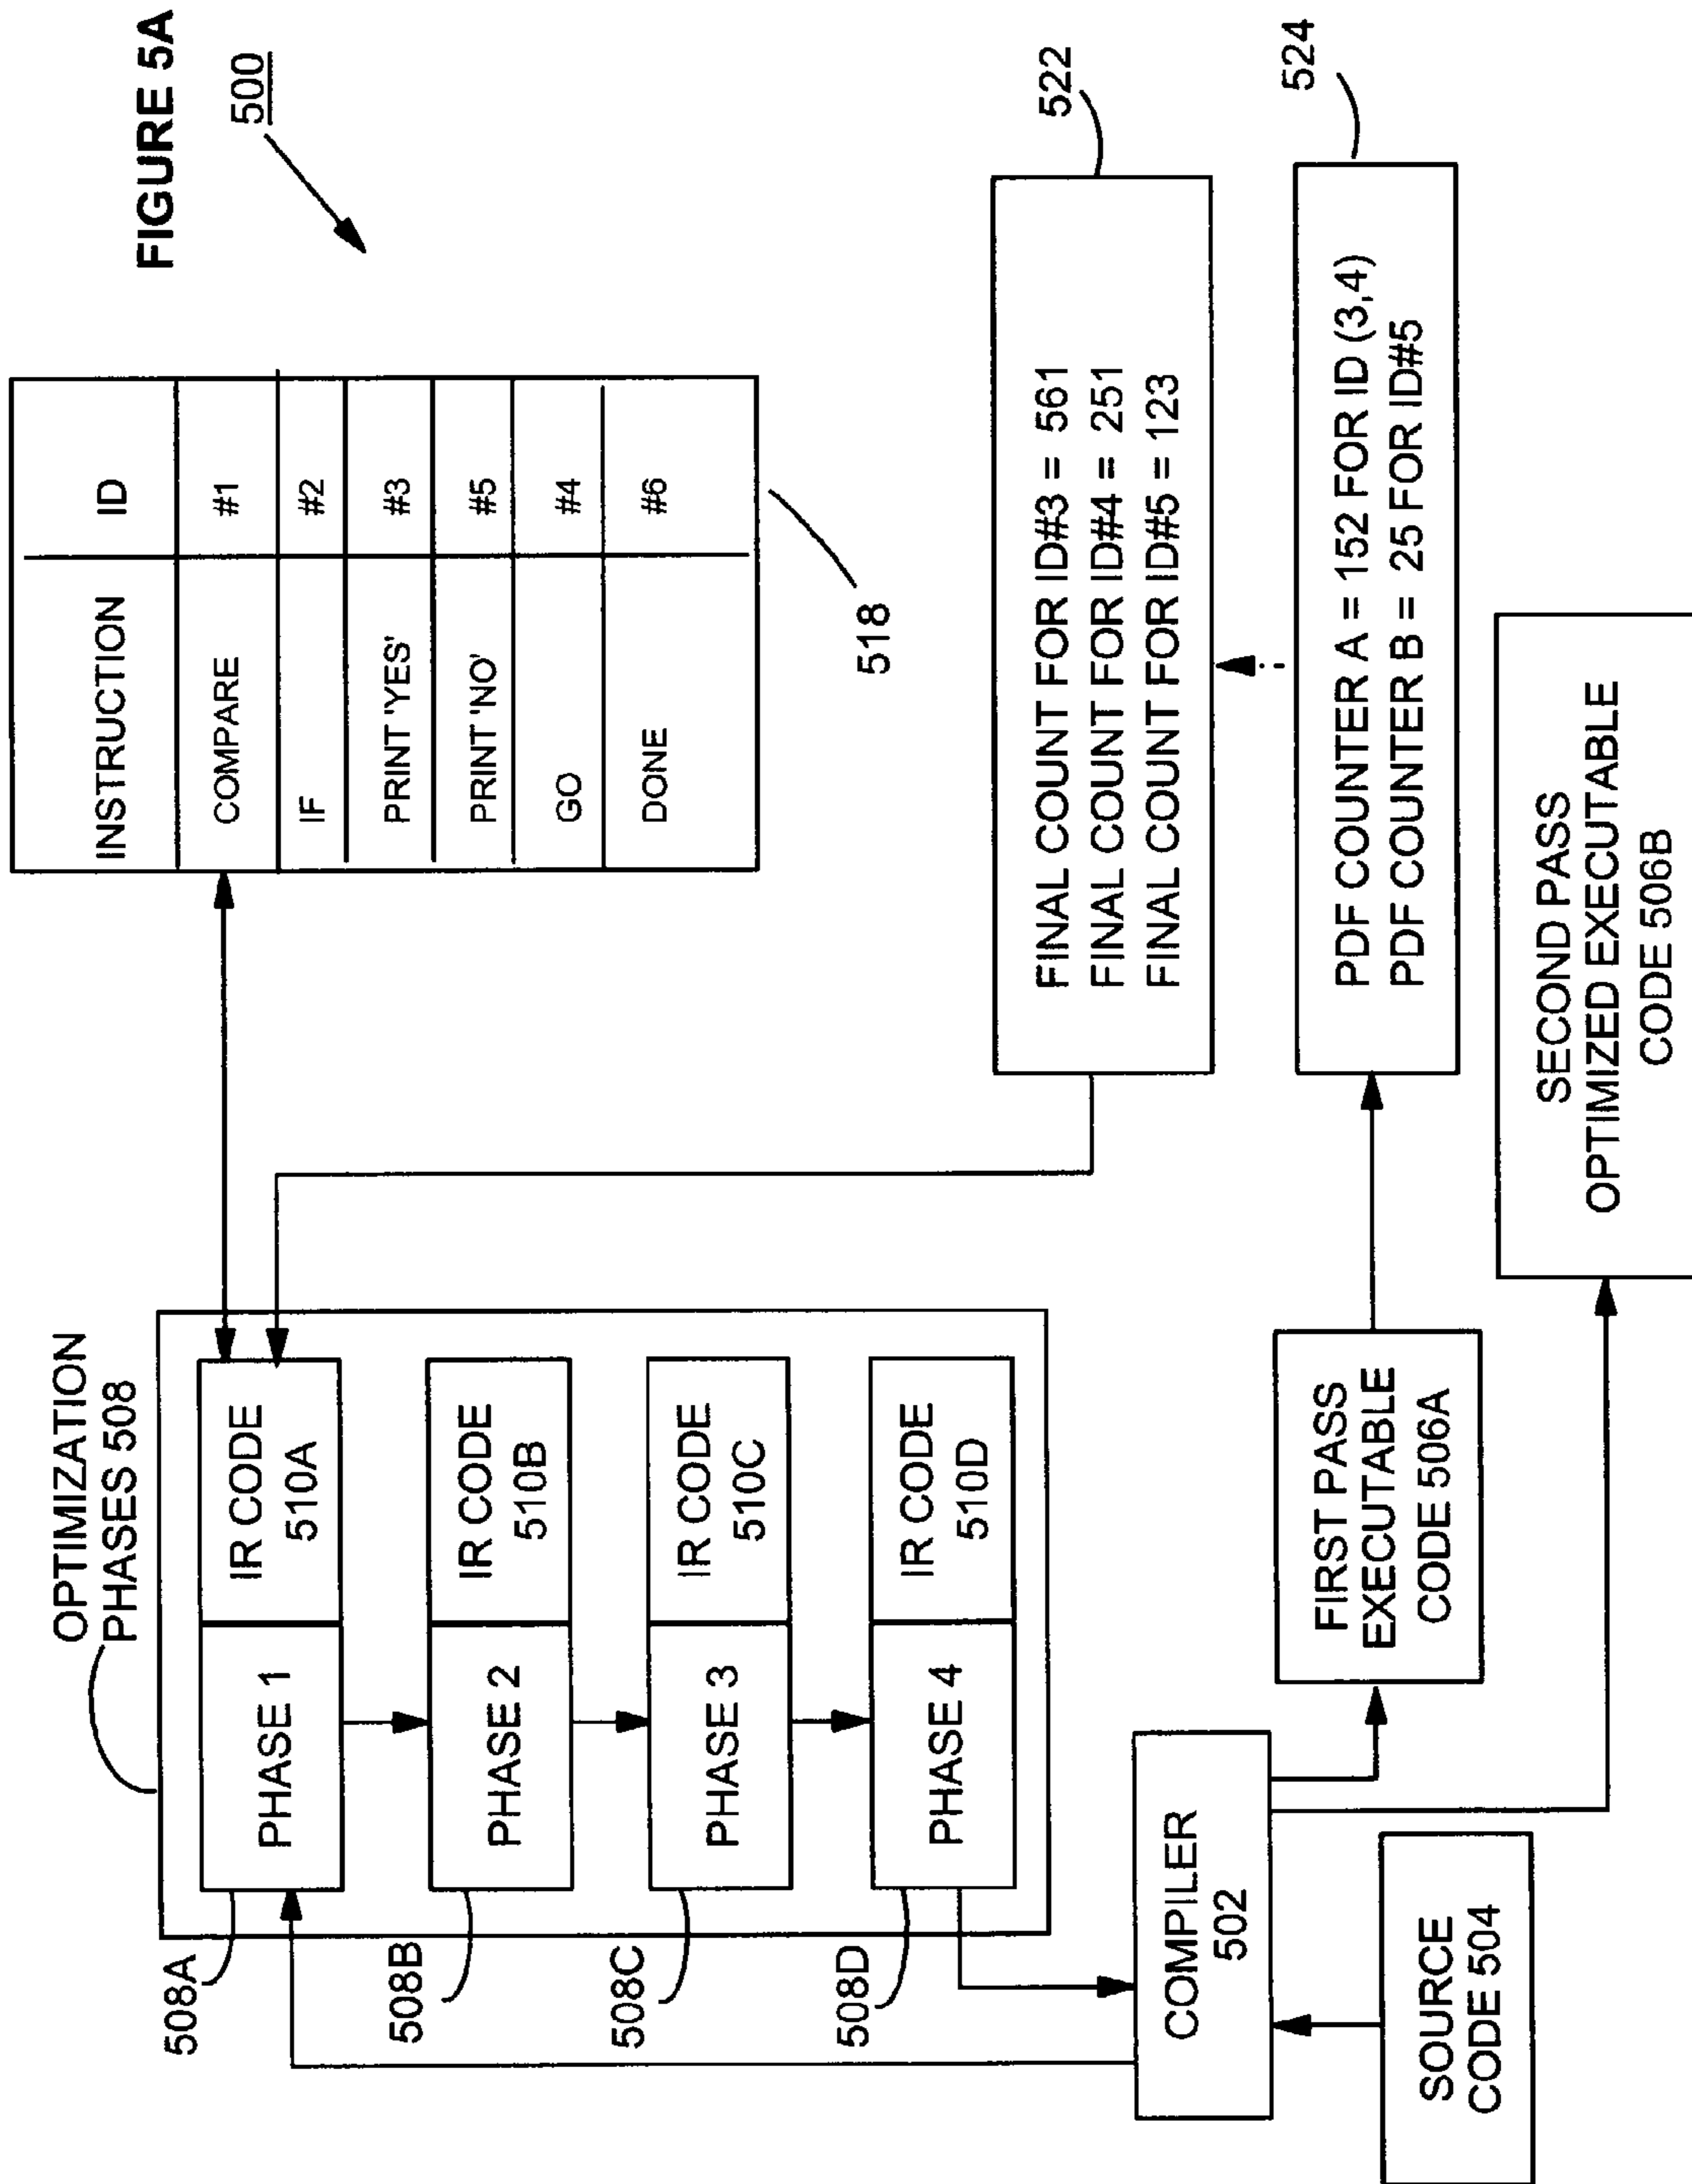 FIGURE 5A
500
OPTIMIZATION
PHASES 508
508A
PHASE 1
IR CODE
510A
508B
PHASE 2
IR CODE
510B
508C
PHASE 3
IR CODE
510C
508D
PHASE 4
IR CODE
510D
INSTRUCTION ID
COMPARE #1
IF #2
PRINT 'YES' #3
PRINT 'NO' #5
GO #4
DONE #6
518
COMPILER
502
SOURCE
CODE 504
FIRST PASS
EXECUTABLE
CODE 506A
FINAL COUNT FOR ID#3 = 561
FINAL COUNT FOR ID#4 = 251
FINAL COUNT FOR ID#5 = 123
522
PDF COUNTER A = 152 FOR ID (3,4)
PDF COUNTER B = 25 FOR ID#5
524
SECOND PASS
OPTIMIZED EXECUTABLE
CODE 506B